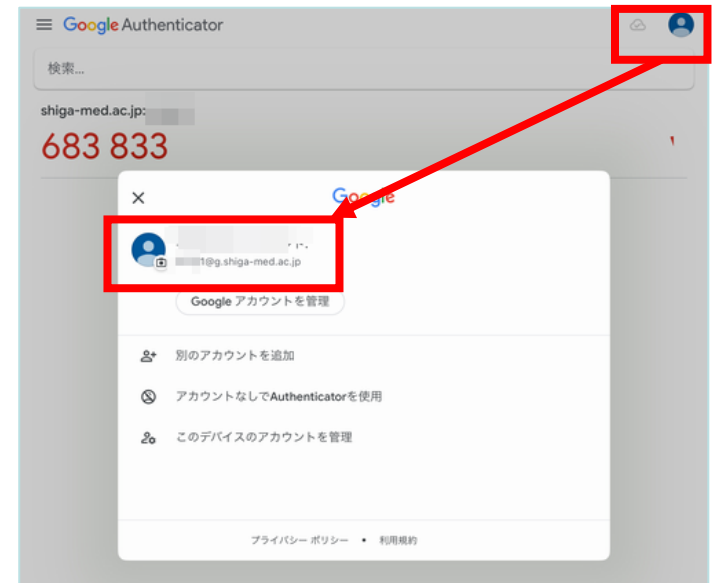 Google Authenticator
検索...
shiga-med.ac.jp:
683 833
Google
1@g.shiga-med.ac.jp
Google アカウントを管理
別のアカウントを追加
アカウントなしでAuthenticatorを使用
このデバイスのアカウントを管理
プライバシー ポリシー • 利用規約